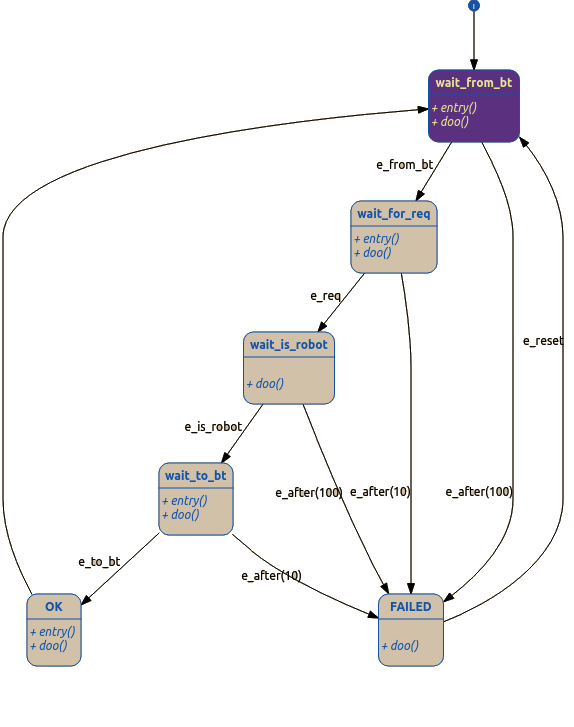 wait_from_bt
+ entry()
+ doo()
e_from_bt
wait_for_req
+ entry()
+ doo()
e_req
e_reset
wait_is_robot
+ doo()
e_is_robot
wait_to_bt
+ entry()
+ doo()
e_after(100)
e_after(10)
e_after(100)
e_to_bt
e_after(10)
OK
+ entry()
+ doo()
FAILED
+ doo()